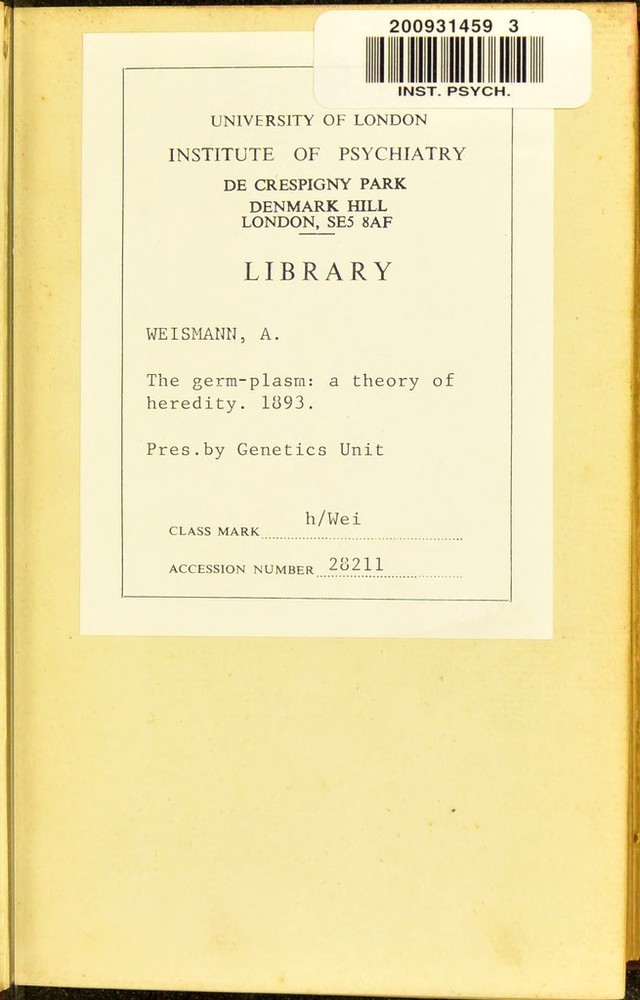 200931459 3
INST. PSYCH.
UNIVERSITY OF LONDON
INSTITUTE OF PSYCHIATRY
DE CRESPIGNY PARK
DENMARK HILL
LONDON, SE5 8AF
LIBRARY
WEISMANN, A.
The germ-plasm: a theory of
heredity. 1893.
Pres.by Genetics Unit
CLASS MARK h/Wei
ACCESSION NUMBER 28211